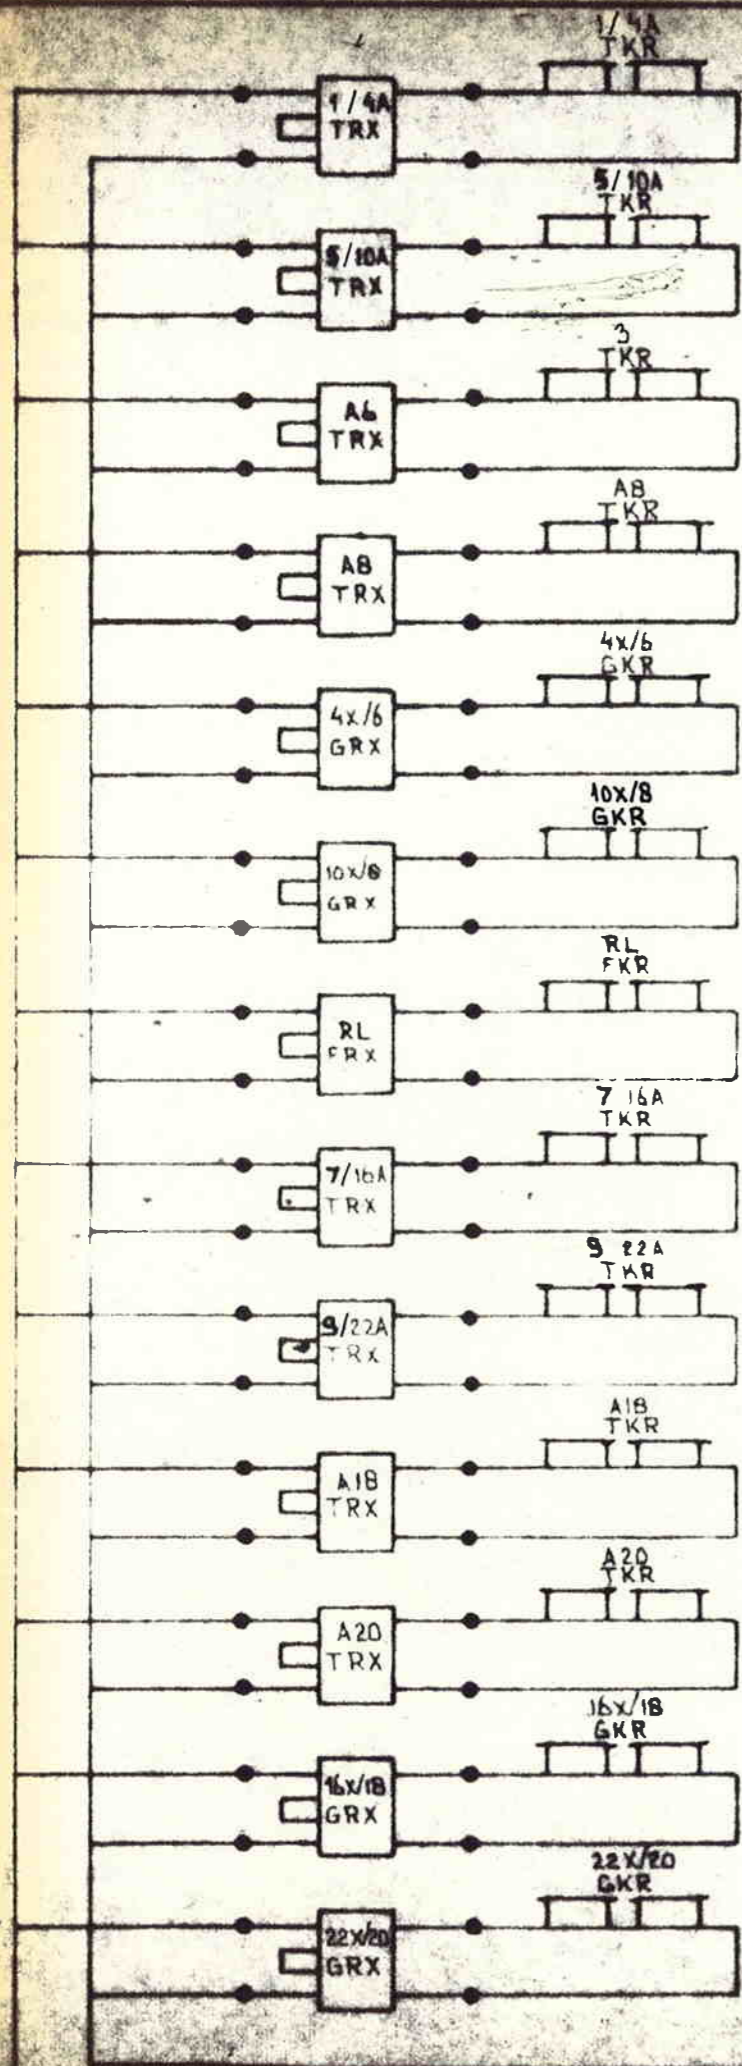 1/4A
TKR
1/4A
TRX
5/10A
TKR
5/10A
TRX
3
TKR
A6
TRX
A8
TKR
A8
TRX
4X/6
GKR
4X/6
GRX
10X/8
GKR
10X/8
GRX
RL
FKR
RL
FRX
7 16A
TKR
7/16A
TRX
9 22A
TKR
9/22A
TRX
A18
TKR
A18
TRX
A20
TKR
A20
TRX
16X/18
GKR
16X/18
GRX
22X/20
GKR
22X/20
GRX